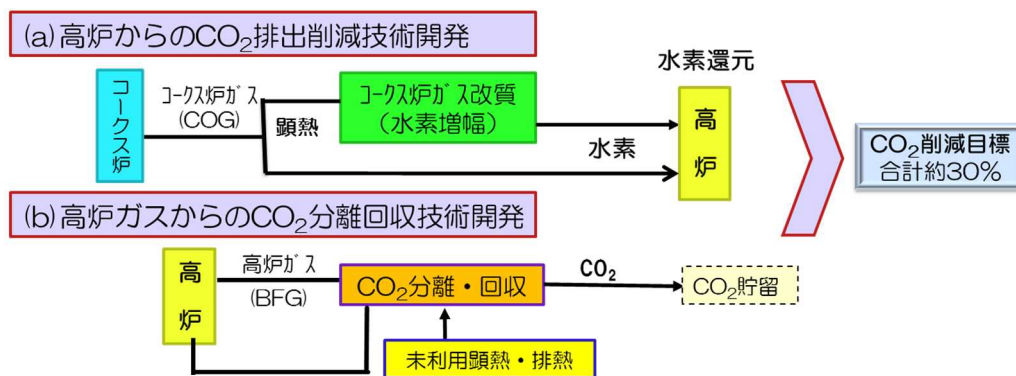 (a)高炉からのCO₂排出削減技術開発
水素還元
コークス炉
コークス炉ガス
(COG)
顕熱
コークス炉ガス改質
(水素増幅)
水素
高炉
CO₂削減目標
合計約30%
(b)高炉ガスからのCO₂分離回収技術開発
高炉
高炉ガス
(BFG)
CO₂分離・回収
CO₂
CO₂貯留
未利用顕熱・排熱